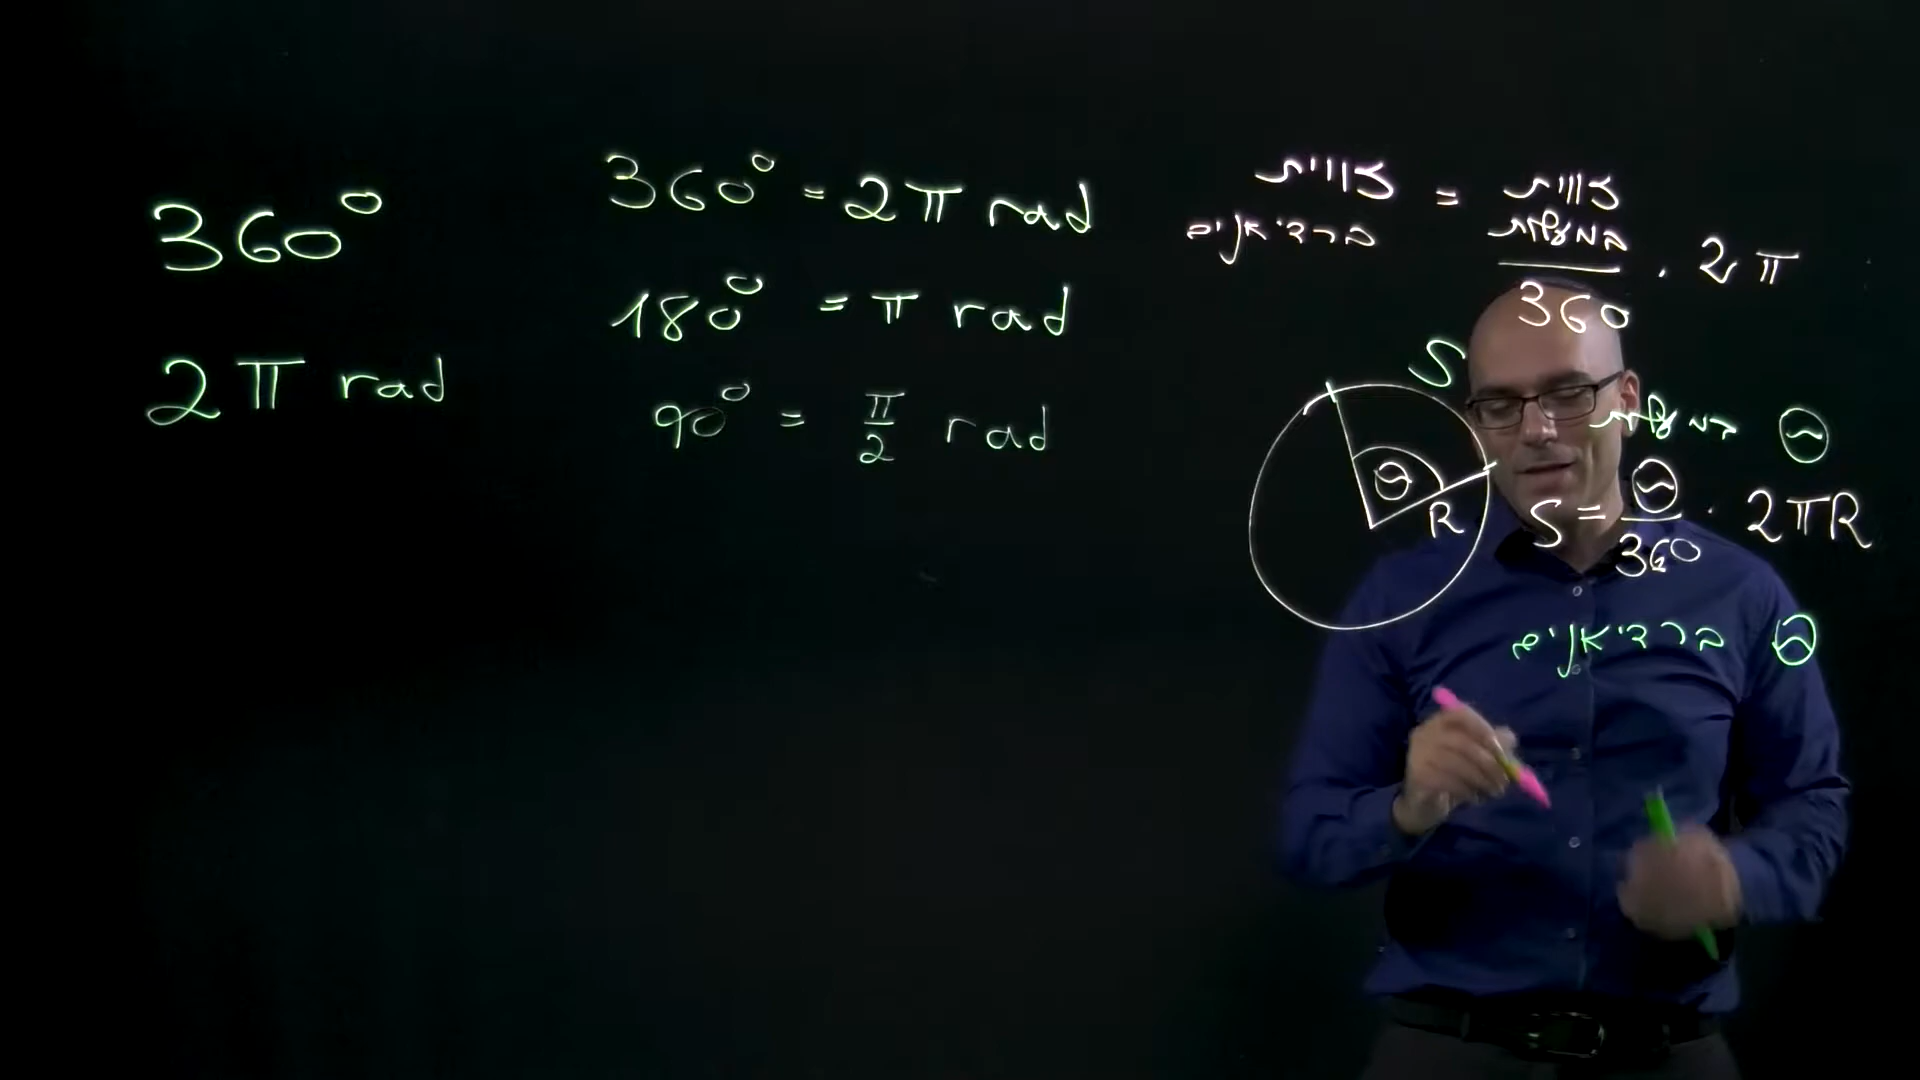 360°
2π rad
360° = 2π rad
180° = π rad
90° = π/2 rad
זווית ברדיאנים = זווית במעלות / 360 · 2π
S
θ
R
θ במעלות
S = θ/360 · 2πR
θ ברדיאנים